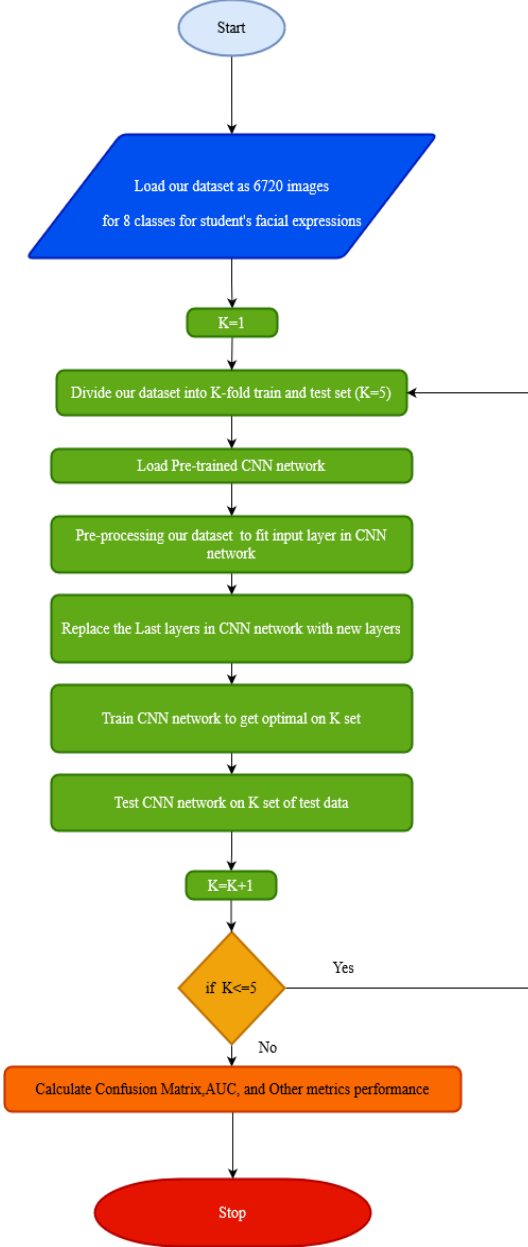 Start
Load our dataset as 6720 images
for 8 classes for student's facial expressions
K=1
Divide our dataset into K-fold train and test set (K=5)
Load Pre-trained CNN network
Pre-processing our dataset to fit input layer in CNN
network
Replace the Last layers in CNN network with new layers
Train CNN network to get optimal on K set
Test CNN network on K set of test data
K=K+1
if K<=5
Yes
No
Calculate Confusion Matrix,AUC, and Other metrics performance
Stop